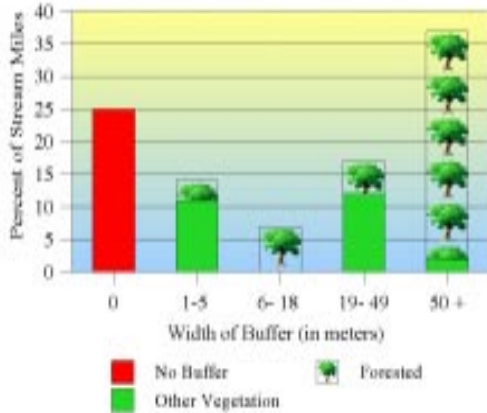 40
35
30
25
20
15
10
5
0
Percent of Stream Miles
0 1-5 6- 18 19- 49 50 +
Width of Buffer (in meters)
No Buffer Forested
Other Vegetation